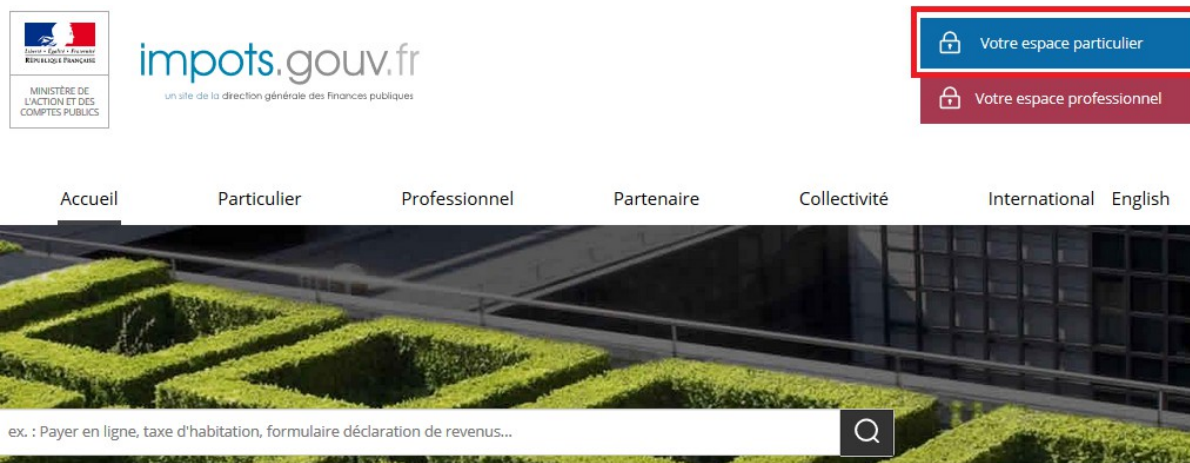 Liberté • Égalité • Fraternité
RÉPUBLIQUE FRANÇAISE
MINISTÈRE DE
L'ACTION ET DES
COMPTES PUBLICS
impots.gouv.fr
un site de la direction générale des Finances publiques
Votre espace particulier
Votre espace professionnel
Accueil Particulier Professionnel Partenaire Collectivité International English
ex. : Payer en ligne, taxe d'habitation, formulaire déclaration de revenus...